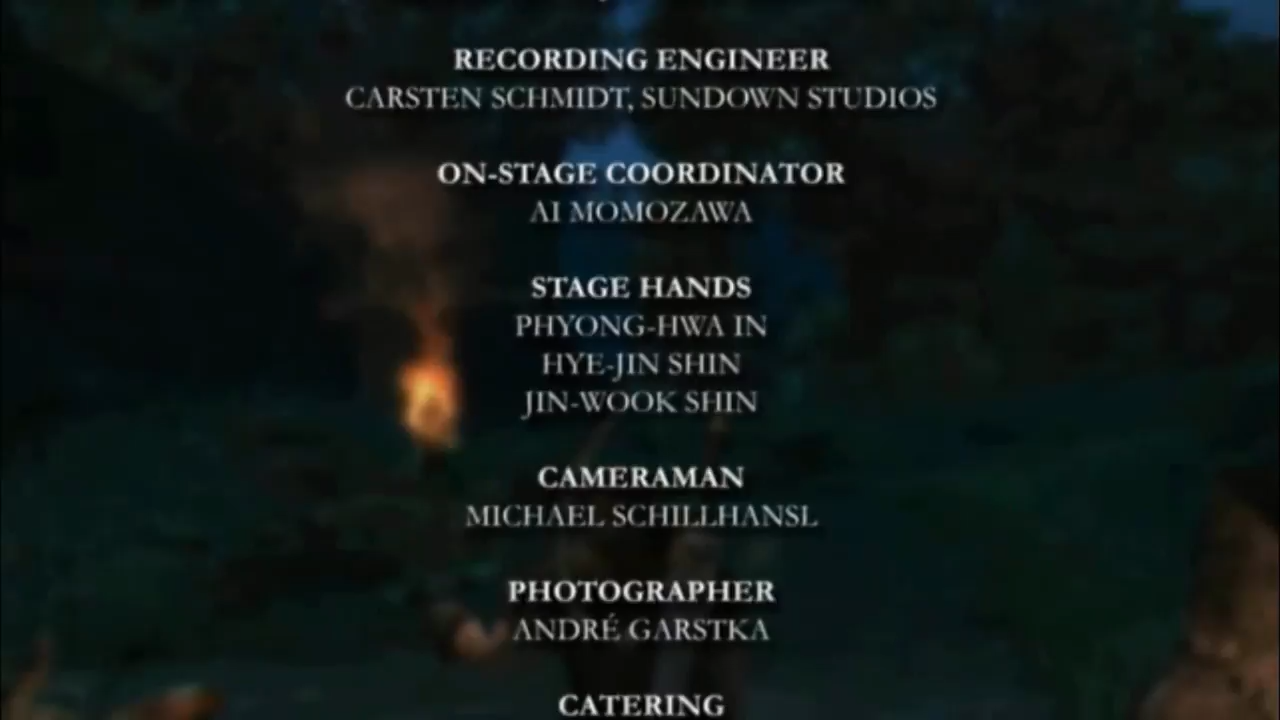 RECORDING ENGINEER
CARSTEN SCHMIDT, SUNDOWN STUDIOS
ON-STAGE COORDINATOR
AI MOMOZAWA
STAGE HANDS
PHYONG-HWA IN
HYE-JIN SHIN
JIN-WOOK SHIN
CAMERAMAN
MICHAEL SCHILLHANSL
PHOTOGRAPHER
ANDRÉ GARSTKA
CATERING